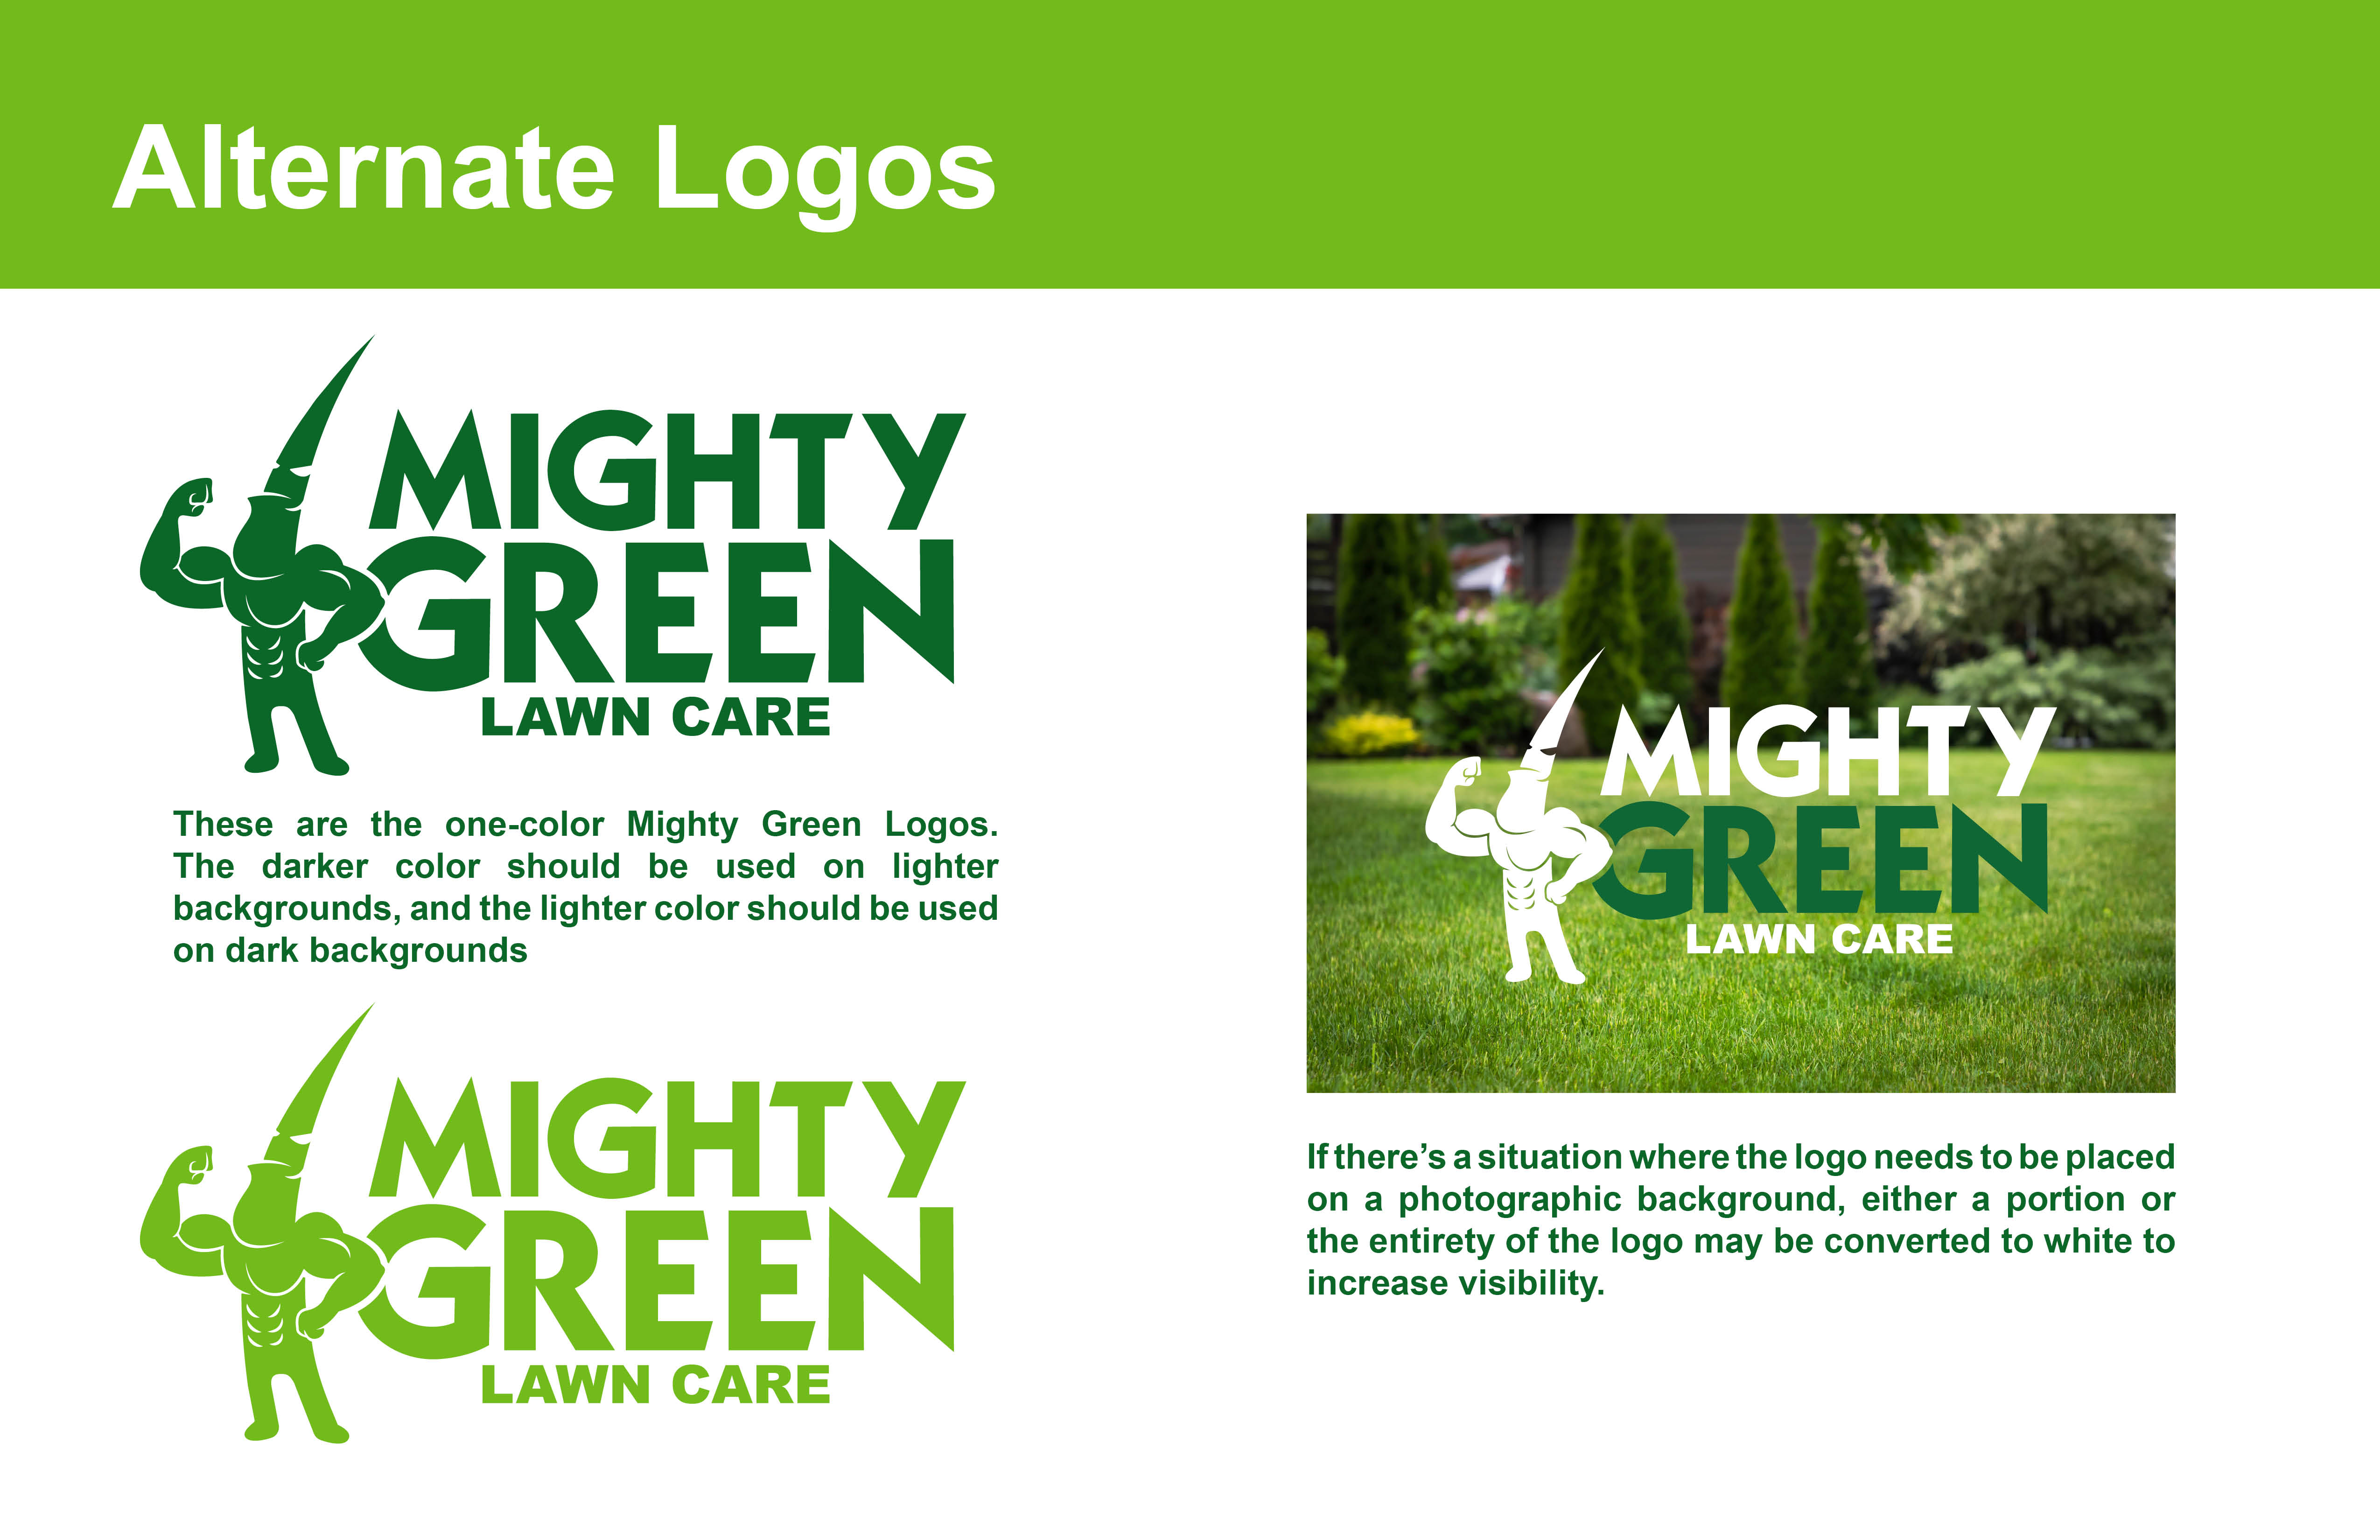 Alternate Logos
MIGHTY
GREEN
LAWN CARE
These are the one-color Mighty Green Logos.
The darker color should be used on lighter
backgrounds, and the lighter color should be used
on dark backgrounds
MIGHTY
GREEN
LAWN CARE
MIGHTY
GREEN
LAWN CARE
If there’s a situation where the logo needs to be placed
on a photographic background, either a portion or
the entirety of the logo may be converted to white to
increase visibility.